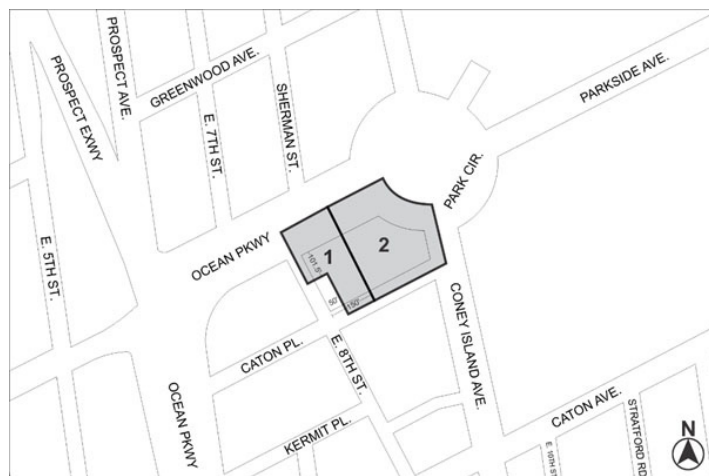 PROSPECT AVE.
GREENWOOD AVE.
PROSPECT EXWY
E. 7TH ST.
SHERMAN ST.
PARKSIDE AVE.
PARK CIR.
E. 5TH ST.
OCEAN PKWY
1
2
101.5'
50'
150'
CATON PL.
E. 8TH ST.
CONEY ISLAND AVE.
OCEAN PKWY
KERMIT PL.
CATON AVE.
E. 10TH ST.
STRATFORD RD.
N